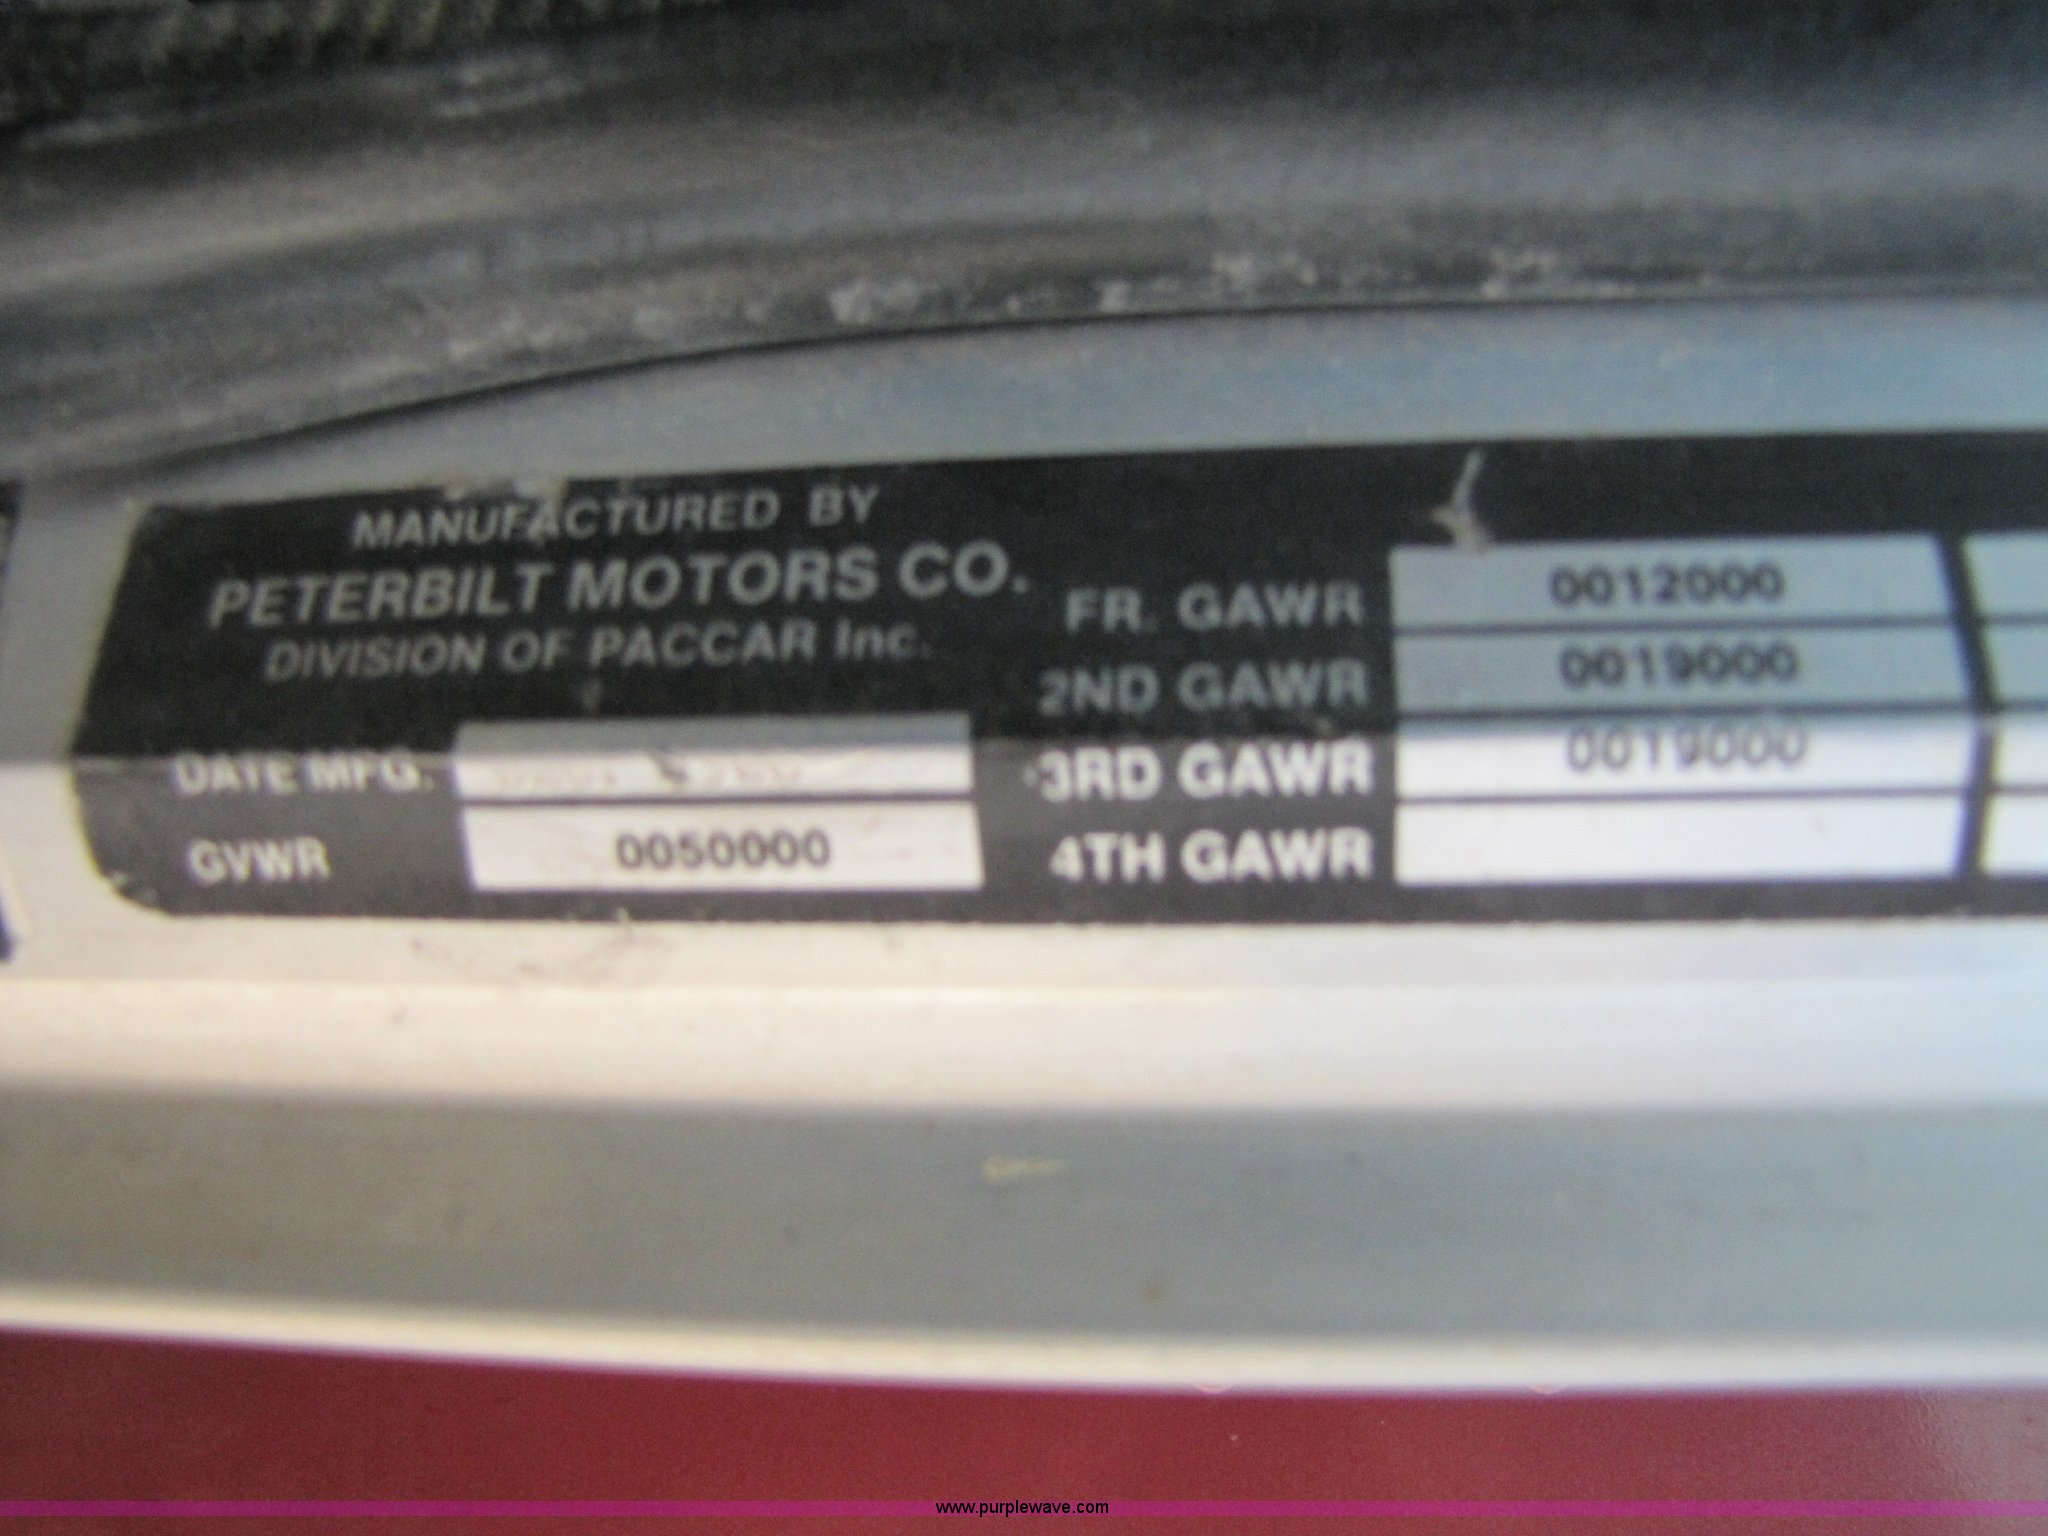 MANUFACTURED BY
PETERBILT MOTORS CO.
DIVISION OF PACCAR Inc.
DATE MFG.
GVWR 0050000
FR. GAWR 0012000
2ND GAWR 0019000
3RD GAWR 0019000
4TH GAWR
www.purplewave.com